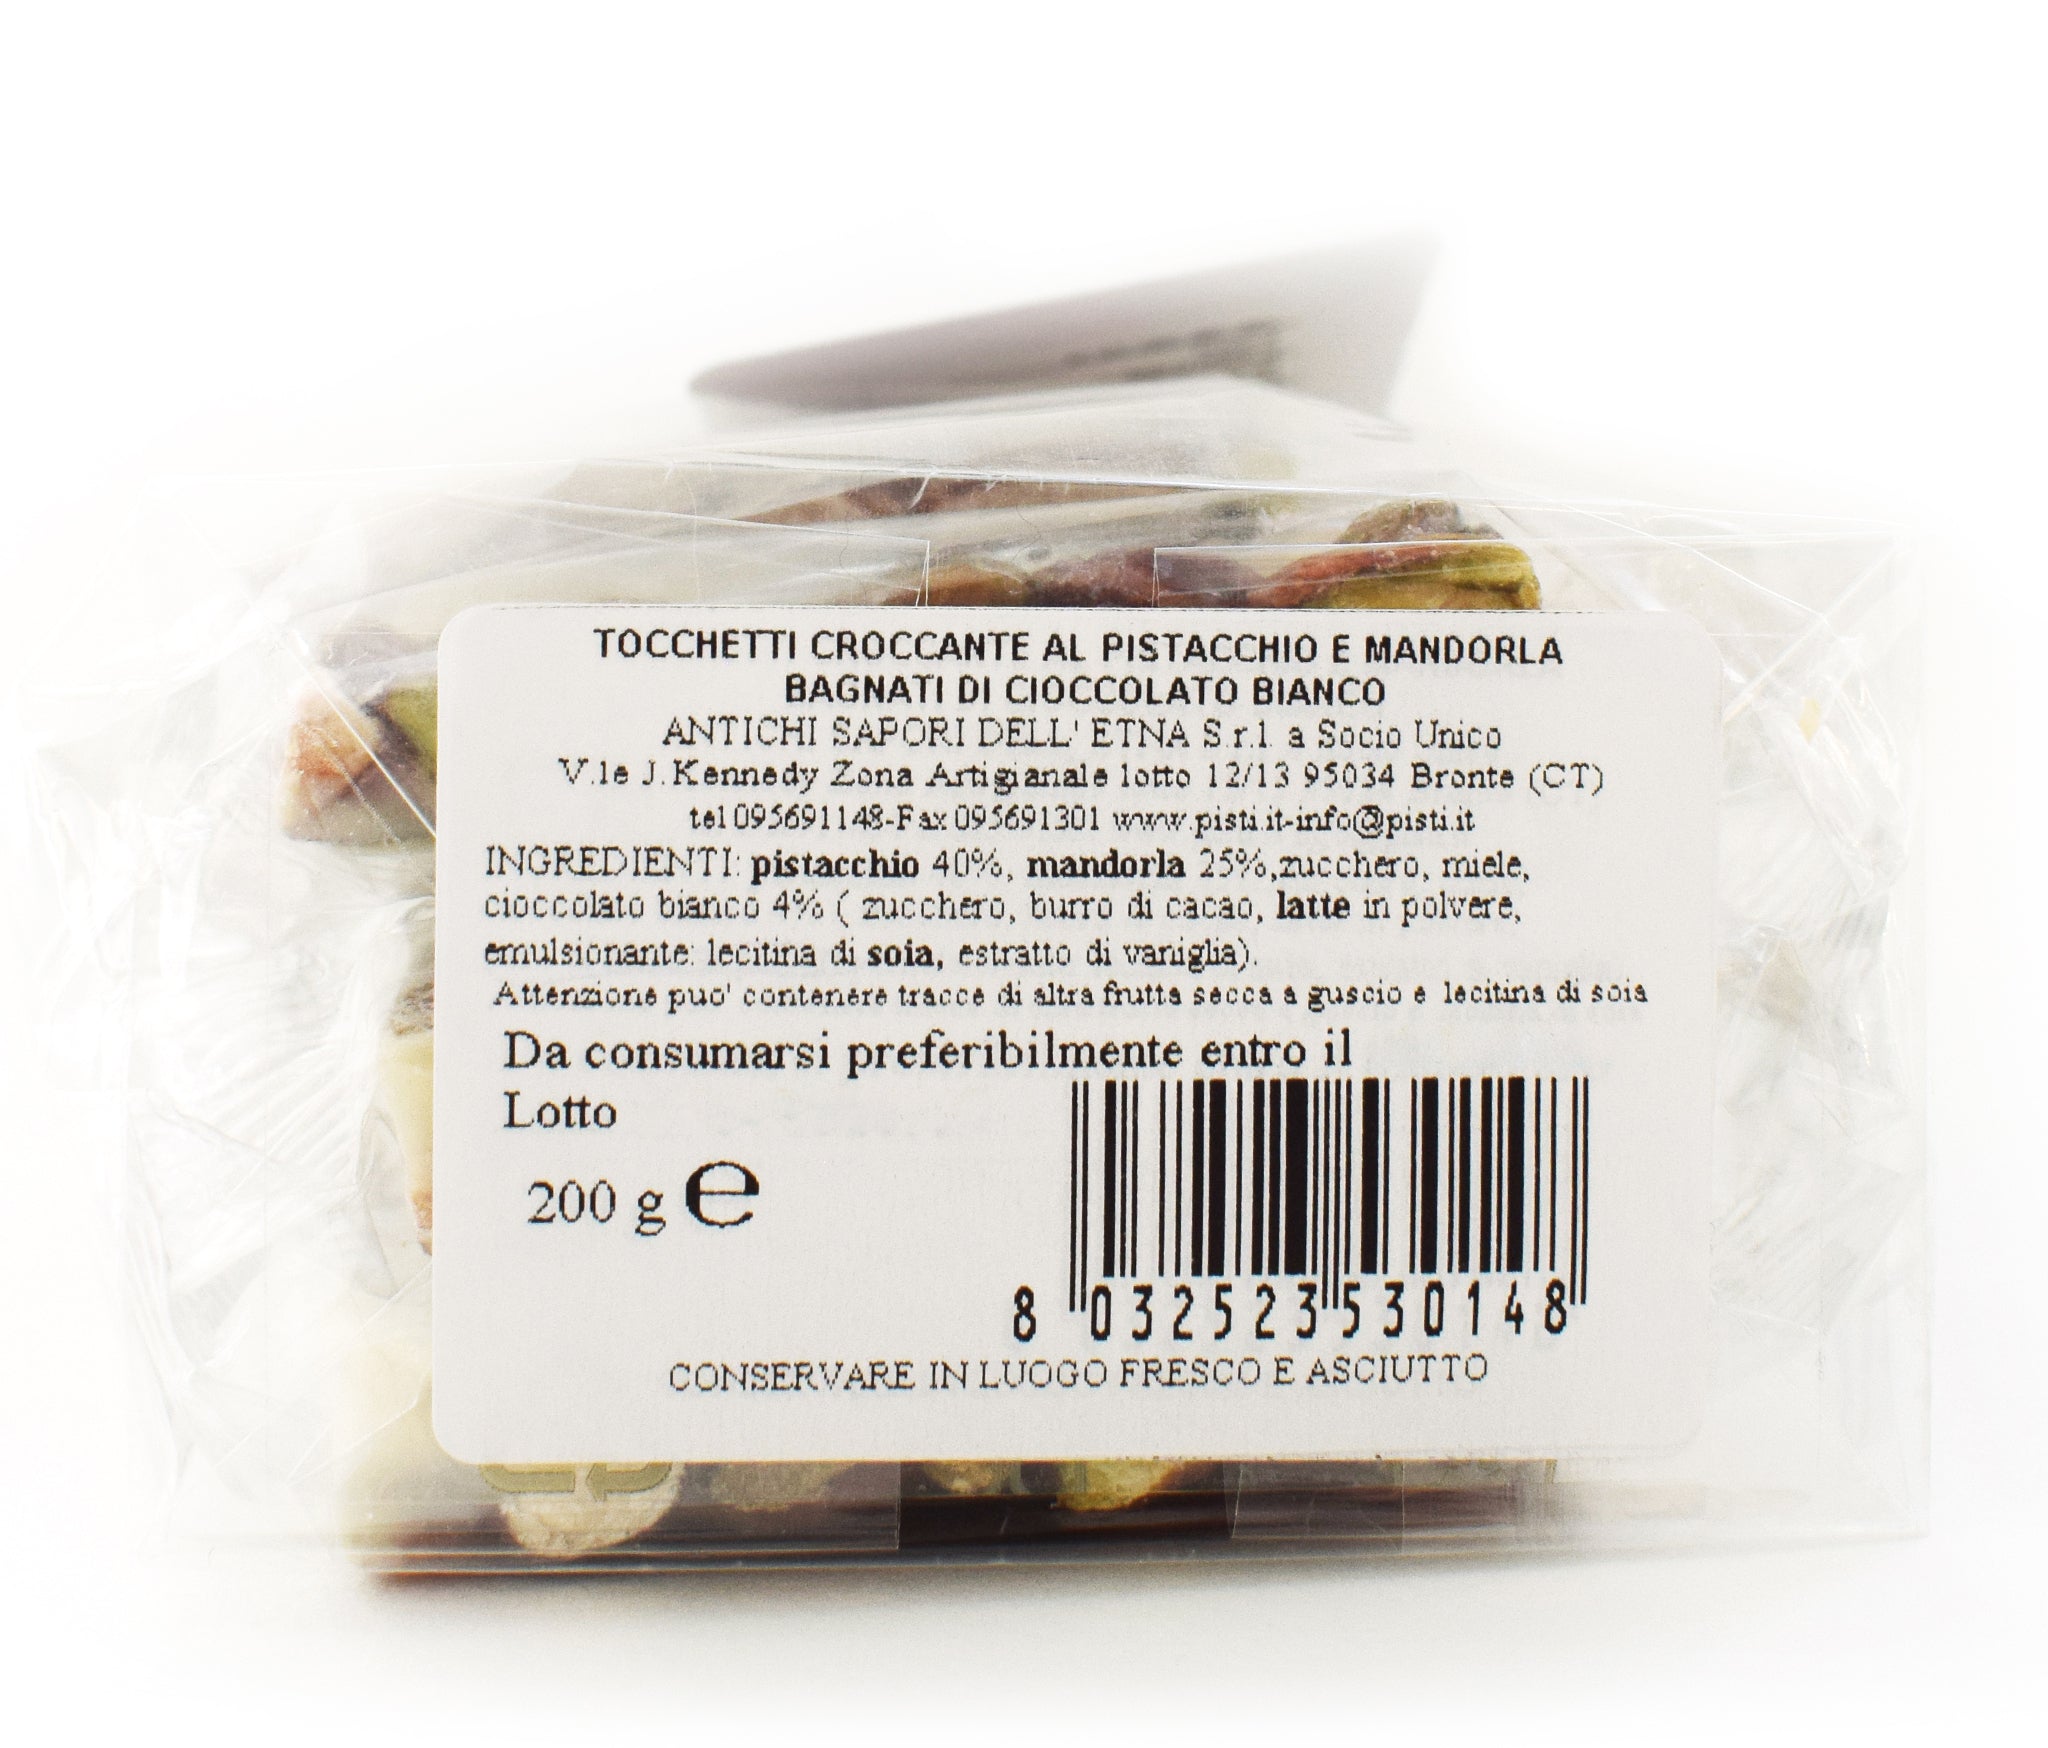 TOCCHETTI CROCCANTE AL PISTACCHIO E MANDORLA
BAGNATI DI CIOCCOLATO BIANCO
ANTICHI SAPORI DELL' ETNA S.r.l. a Socio Unico
V.le J.Kennedy Zona Artigianale lotto 12/13 95034 Bronte (CT)
tel 095691148-Fax 095691301 www.pisti.it-info@pisti.it
INGREDIENTI: pistacchio 40%, mandorla 25%,zucchero, miele,
cioccolato bianco 4% ( zucchero, burro di cacao, latte in polvere,
emulsionante: lecitina di soia, estratto di vaniglia).
Attenzione puo' contenere tracce di altra frutta secca a guscio e lecitina di soia
Da consumarsi preferibilmente entro il
Lotto
200 g e
8 032523 530148
CONSERVARE IN LUOGO FRESCO E ASCIUTTO